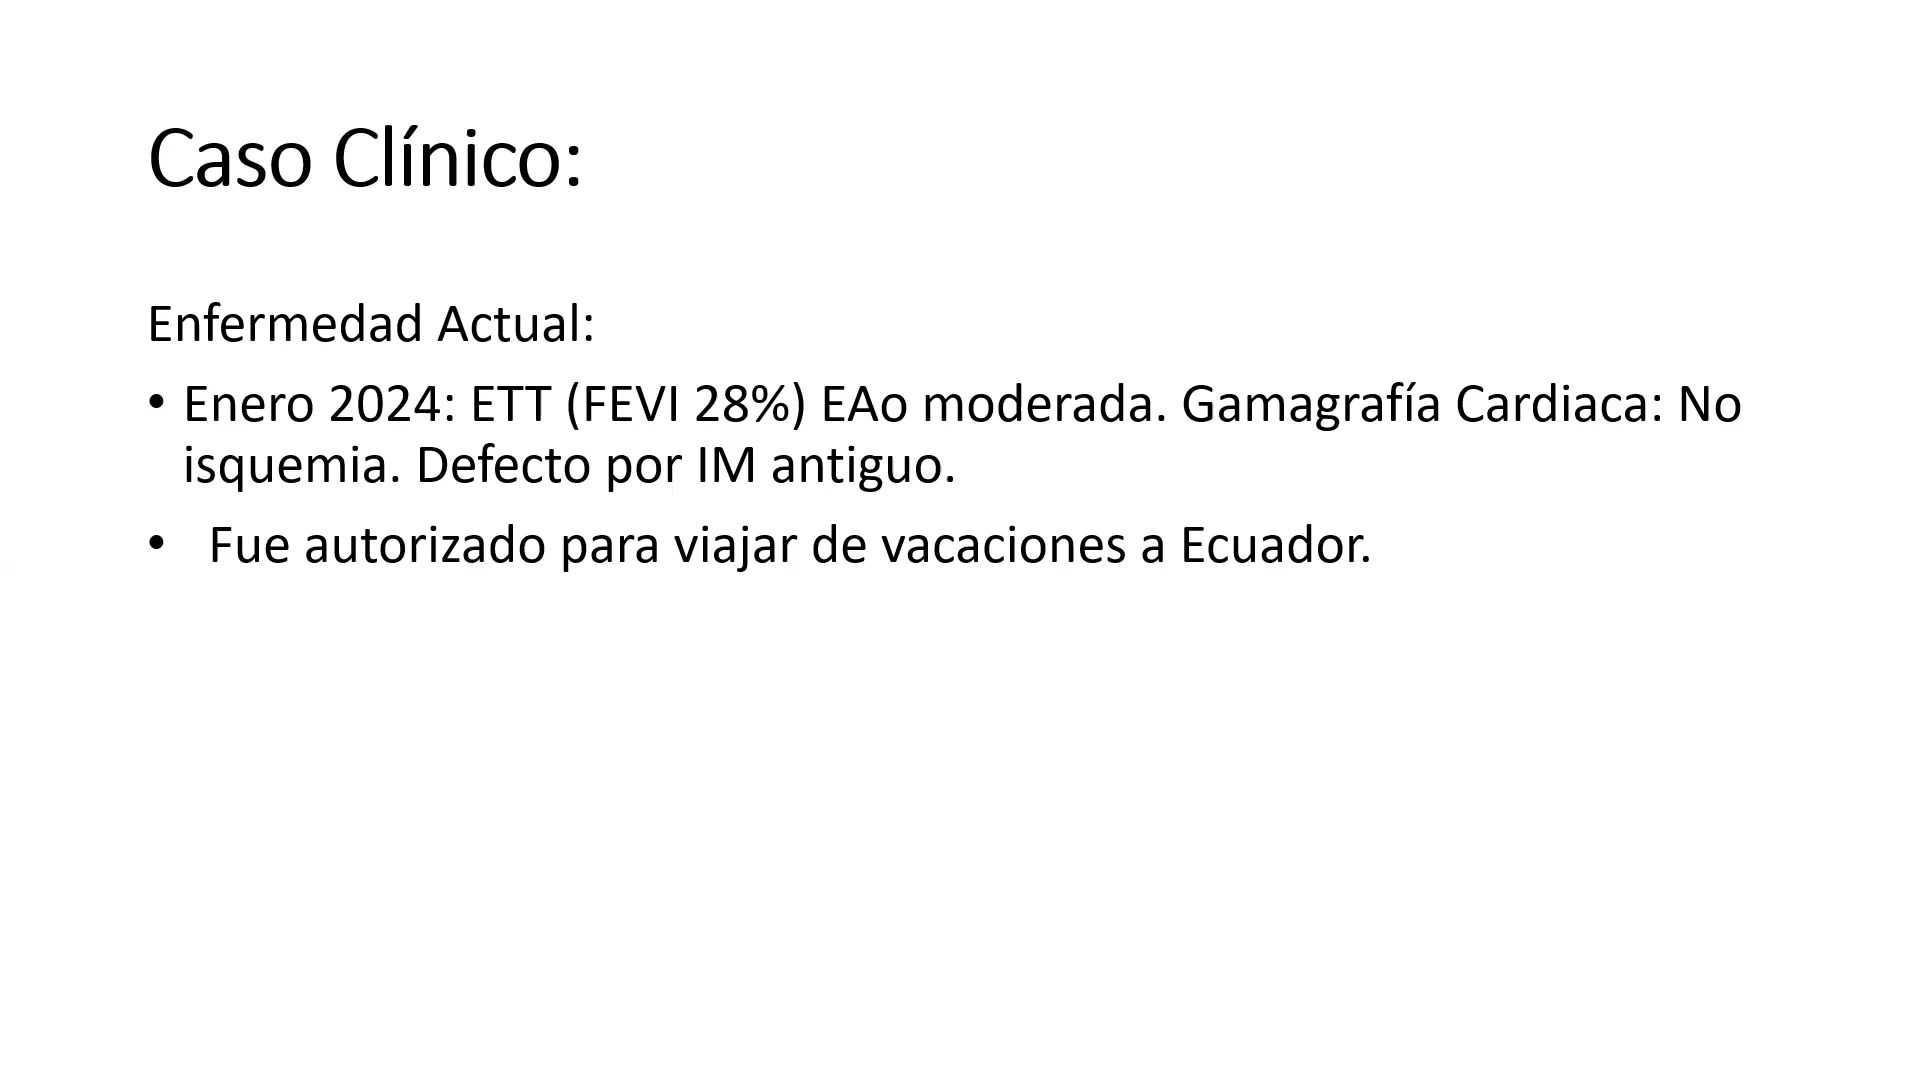 Caso Clínico:
Enfermedad Actual:
• Enero 2024: ETT (FEVI 28%) EAo moderada. Gamagrafía Cardiaca: No
isquemia. Defecto por IM antiguo.
• Fue autorizado para viajar de vacaciones a Ecuador.